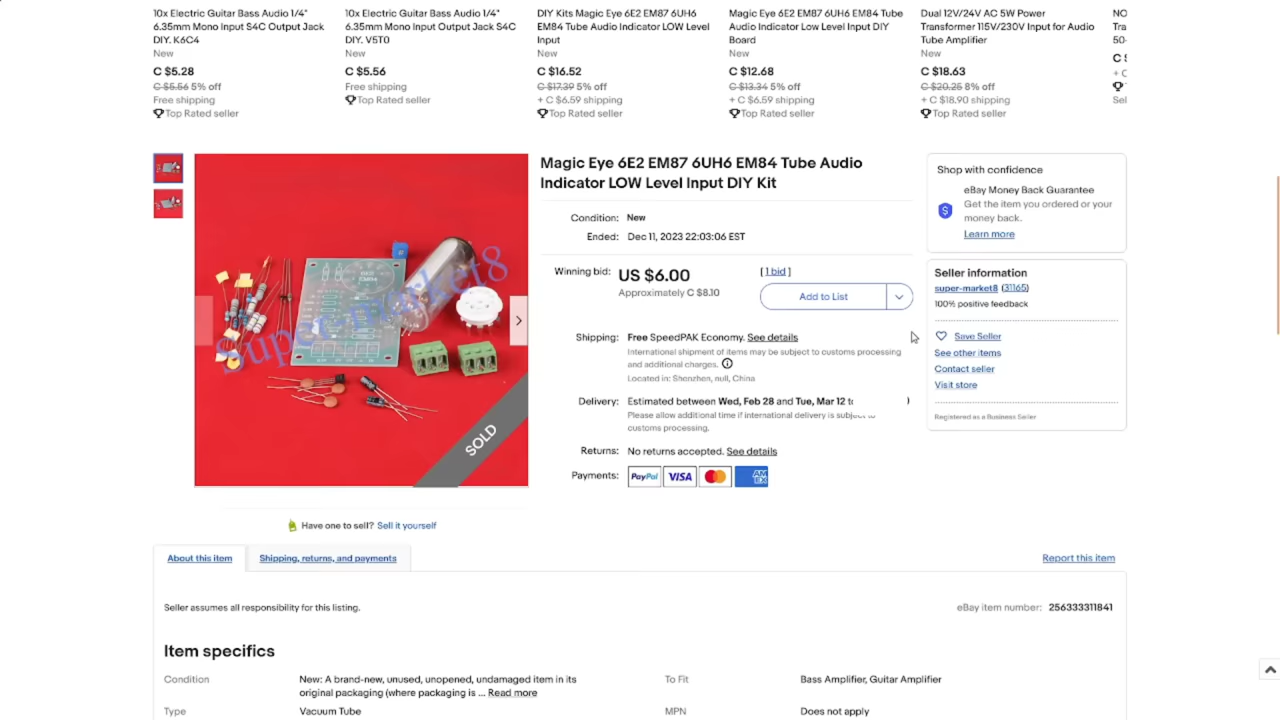 10x Electric Guitar Bass Audio 1/4"
6.35mm Mono Input S4C Output Jack
DIY. K6C4
New
C $5.28
C $5.56 5% off
Free shipping
Top Rated seller
10x Electric Guitar Bass Audio 1/4"
6.35mm Mono Input Output Jack S4C
DIY. V5T0
New
C $5.56
Free shipping
Top Rated seller
DIY Kits Magic Eye 6E2 EM87 6UH6
EM84 Tube Audio Indicator LOW Level
Input
New
C $16.52
C $17.39 5% off
+ C $6.59 shipping
Top Rated seller
Magic Eye 6E2 EM87 6UH6 EM84 Tube
Audio Indicator Low Level Input DIY
Board
New
C $12.68
C $13.34 5% off
+ C $6.59 shipping
Top Rated seller
Dual 12V/24V AC 5W Power
Transformer 115V/230V Input for Audio
Tube Amplifier
New
C $18.63
C $20.25 8% off
+ C $18.90 shipping
Top Rated seller
NO
Tra
50-
C $
+ C
Sel
Super-market8
SOLD
Have one to sell? Sell it yourself
Magic Eye 6E2 EM87 6UH6 EM84 Tube Audio
Indicator LOW Level Input DIY Kit
Condition: New
Ended: Dec 11, 2023 22:03:06 EST
Winning bid: US $6.00 [ 1 bid ]
Approximately C $8.10
Add to List
Shipping: Free SpeedPAK Economy. See details
International shipment of items may be subject to customs processing
and additional charges.
Located in: Shenzhen, null, China
Delivery: Estimated between Wed, Feb 28 and Tue, Mar 12 to
Please allow additional time if international delivery is subject to
customs processing.
Returns: No returns accepted. See details
Payments: PayPal VISA AM EX
Shop with confidence
eBay Money Back Guarantee
Get the item you ordered or your
money back.
Learn more
Seller information
super-market8 (31165)
100% positive feedback
Save Seller
See other items
Contact seller
Visit store
Registered as a Business Seller
About this item
Shipping, returns, and payments
Report this item
Seller assumes all responsibility for this listing.
eBay item number: 256333311841
Item specifics
Condition
New: A brand-new, unused, unopened, undamaged item in its
original packaging (where packaging is ... Read more
To Fit
Bass Amplifier, Guitar Amplifier
Type
Vacuum Tube
MPN
Does not apply